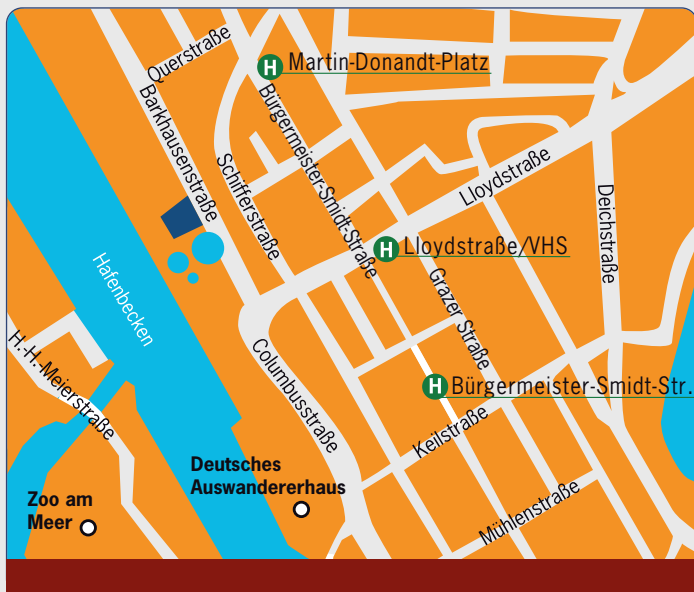 Querstraße
H Martin-Donandt-Platz
Barkhausenstraße
Bürgermeister-Smidt-Straße
Schifferstraße
Lloydstraße
Deichstraße
H Lloydstraße/VHS
Hafenbecken
Grazer Straße
H.-H.-Meierstraße
Columbusstraße
H Bürgermeister-Smidt-Str.
Keilstraße
Deutsches
Auswandererhaus
Zoo am
Meer
Mühlenstraße